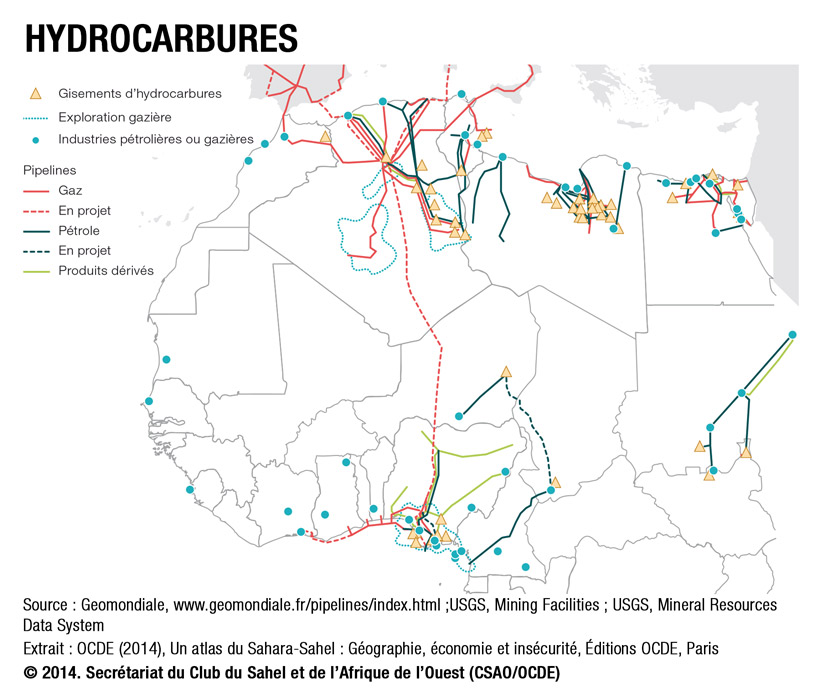 HYDROCARBURES
Gisements d’hydrocarbures
Exploration gazière
Industries pétrolières ou gazières
Pipelines
Gaz
En projet
Pétrole
En projet
Produits dérivés
Source : Geomondiale, www.geomondiale.fr/pipelines/index.html ;USGS, Mining Facilities ; USGS, Mineral Resources
Data System
Extrait : OCDE (2014), Un atlas du Sahara-Sahel : Géographie, économie et insécurité, Éditions OCDE, Paris
© 2014. Secrétariat du Club du Sahel et de l’Afrique de l’Ouest (CSAO/OCDE)